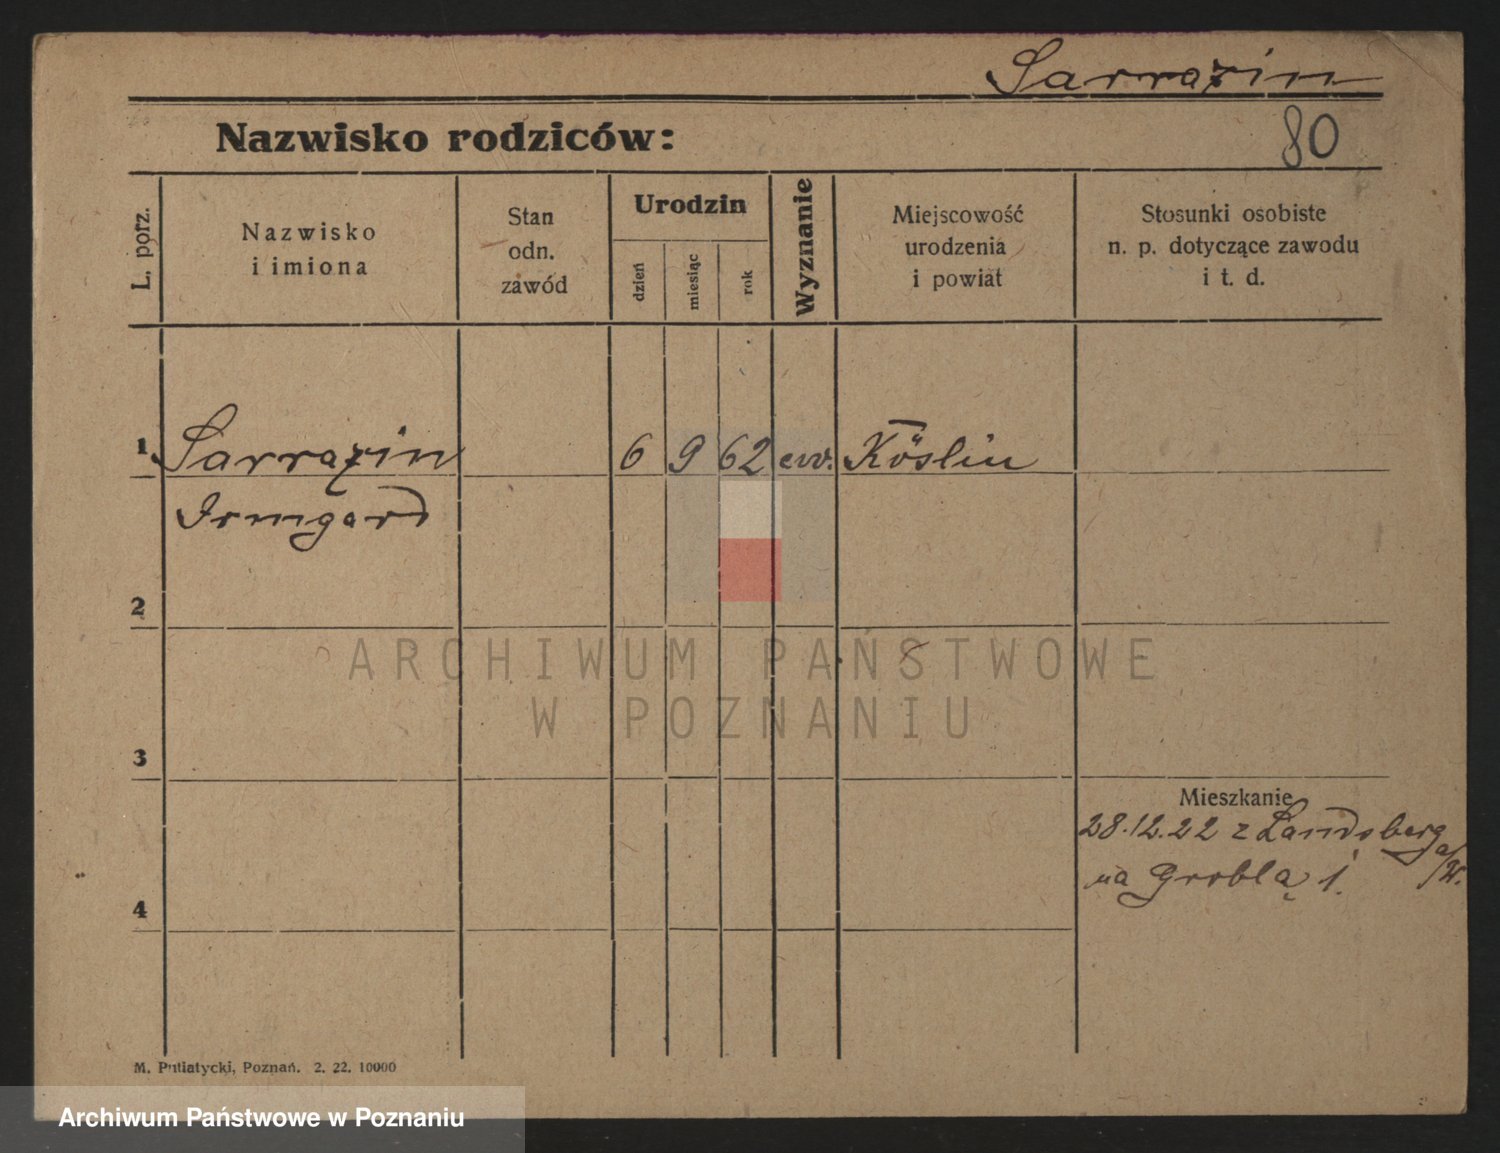 Sarrazin
Nazwisko rodziców:
80
L. porz.
Nazwisko
i imiona
Stan
odn.
zawód
Urodzin
dzień
miesiąc
rok
Wyznanie
Miejscowość
urodzenia
i powiat
Stosunki osobiste
n. p. dotyczące zawodu
i t. d.
1 Sarrazin 6 9 62 ew. Köslin
Irmgard
2
ARCHIWUM PAŃSTWOWE
W POZNANIU
3
Mieszkanie
28.12.22 z Landsberg a/W.
na Groblą 1.
4
M. Putiatycki, Poznań. 2. 22. 10000
Archiwum Państwowe w Poznaniu